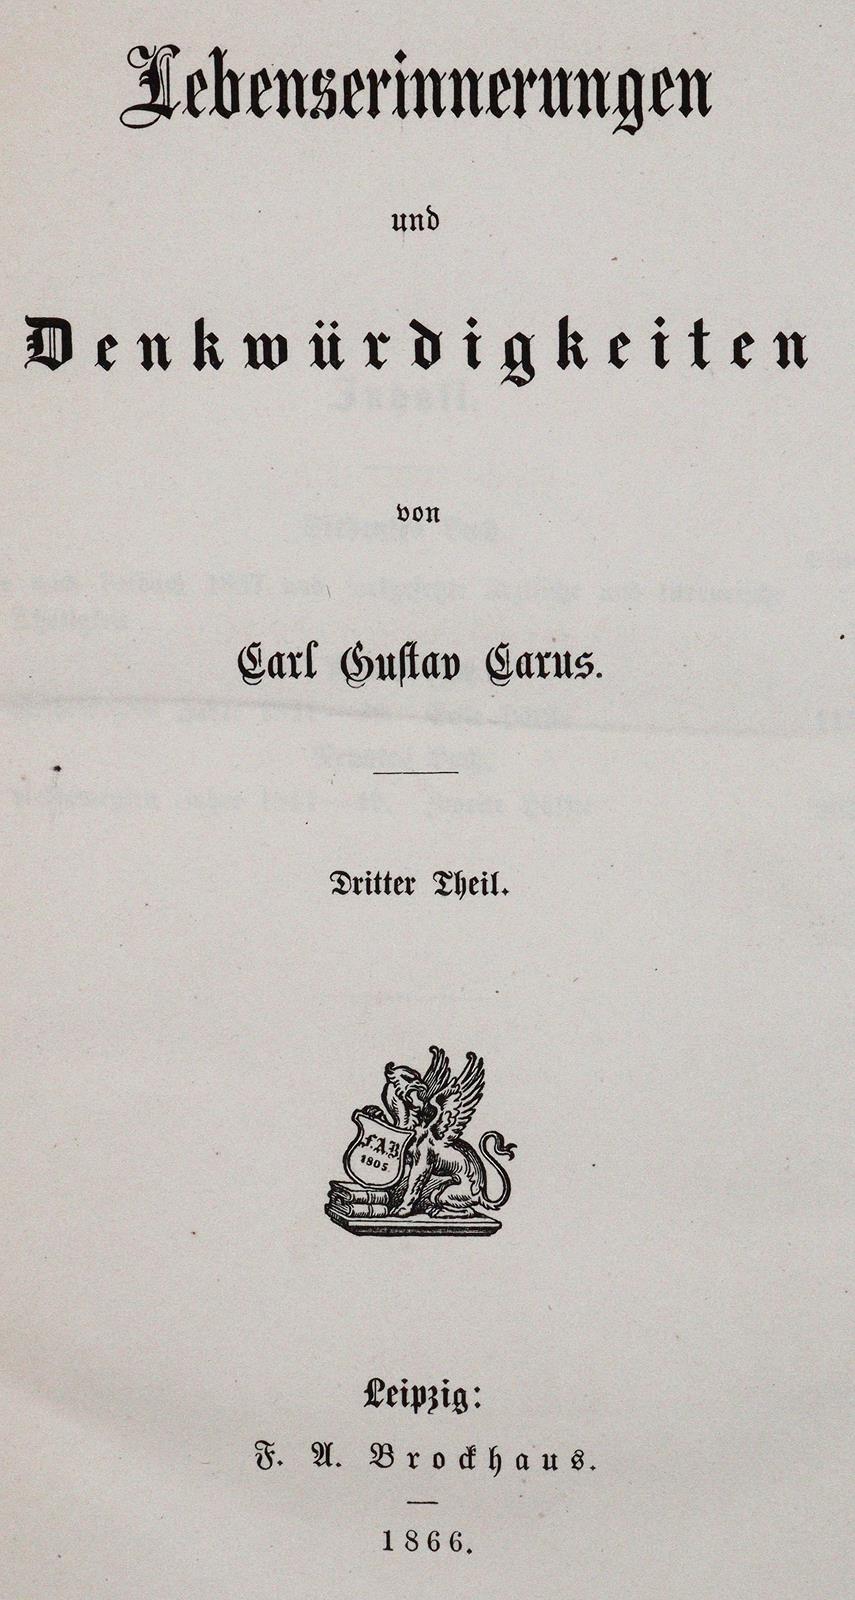 Lebenserinnerungen
und
Denkwürdigkeiten
von
Carl Gustav Carus.
Dritter Theil.
F.A.B
1805.
Leipzig:
F. A. Brockhaus.
1866.